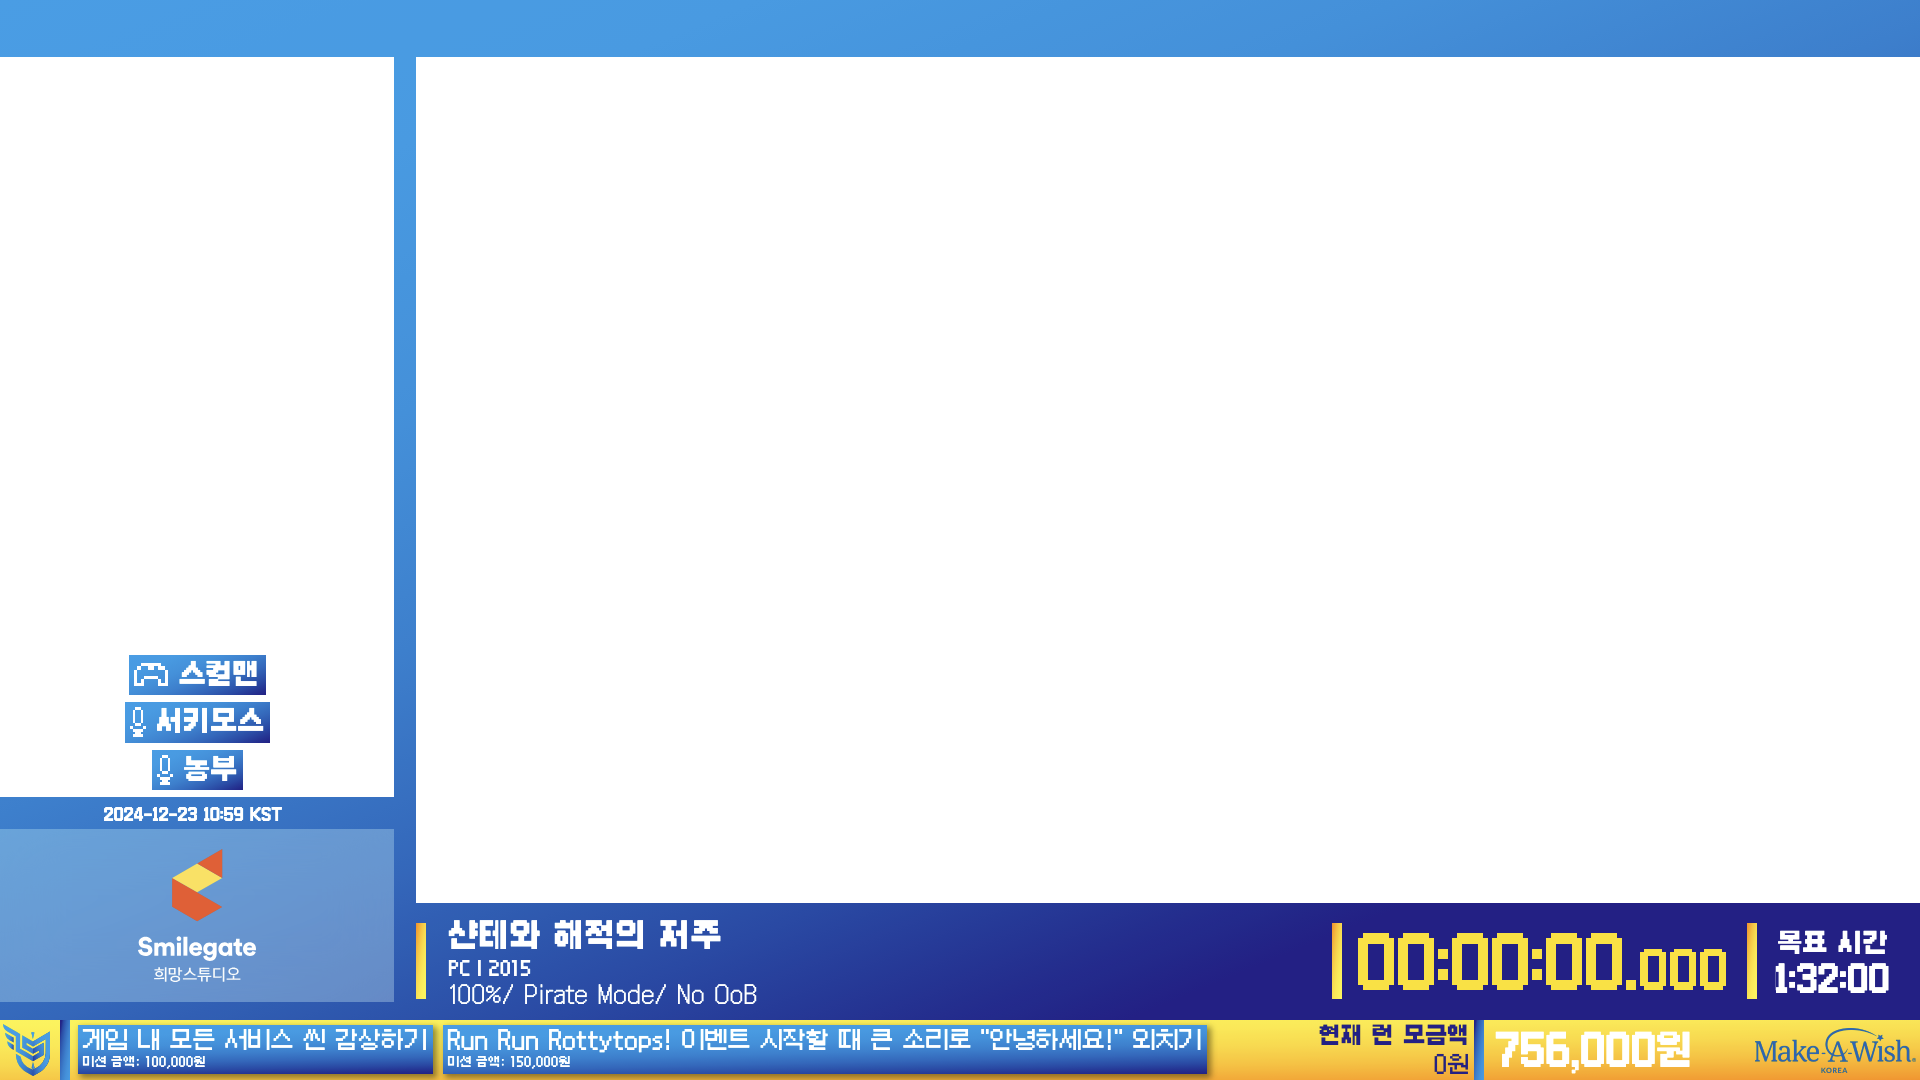 스컬맨
서키모스
농부
2024-12-23 10:59 KST
Smilegate
희망스튜디오
샨테와 해적의 저주
PC | 2015
100%/ Pirate Mode/ No OoB
00:00:00.000
목표 시간
1:32:00
게임 내 모든 서비스 씬 감상하기
미션 금액: 100,000원
Run Run Rottytops! 이벤트 시작할 때 큰 소리로 "안녕하세요!" 외치기
미션 금액: 150,000원
현재 런 모금액
0원
756,000원
Make-A-Wish.
KOREA